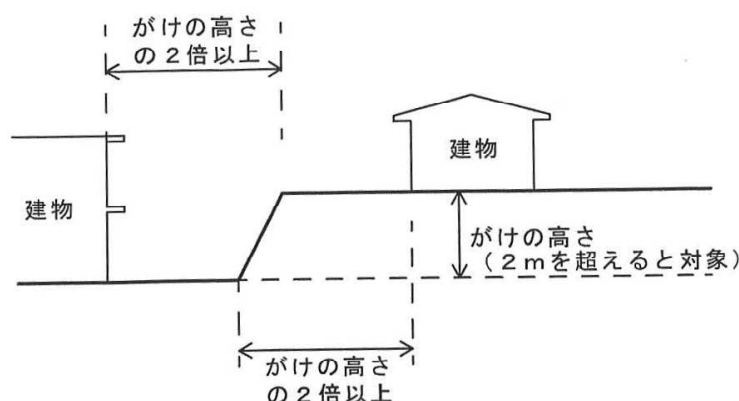 がけの高さ
の２倍以上
建物
建物
がけの高さ
（２ｍを超えると対象）
がけの高さ
の２倍以上